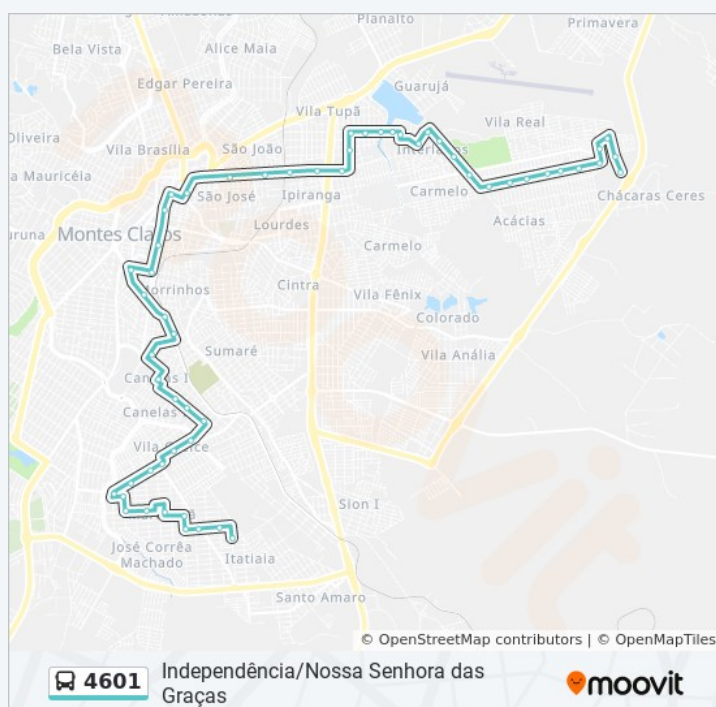 Planalto
Primavera
Bela Vista
Alice Maia
Edgar Pereira
Guarujá
Vila Tupã
Vila Real
Oliveira
Vila Brasília
São João
Interlagos
a Mauricéia
São José
Ipiranga
Carmelo
Chácaras Ceres
Acácias
Lourdes
Montes Claros
Carmelo
Cintra
Morrinhos
Vila Fênix
Colorado
Sumaré
Vila Anália
Canelas I
Canelas
Sion I
José Corrêa
Machado
Itatiaia
Santo Amaro
© OpenStreetMap contributors | © OpenMapTiles
4601
Independência/Nossa Senhora das
Graças
moovit